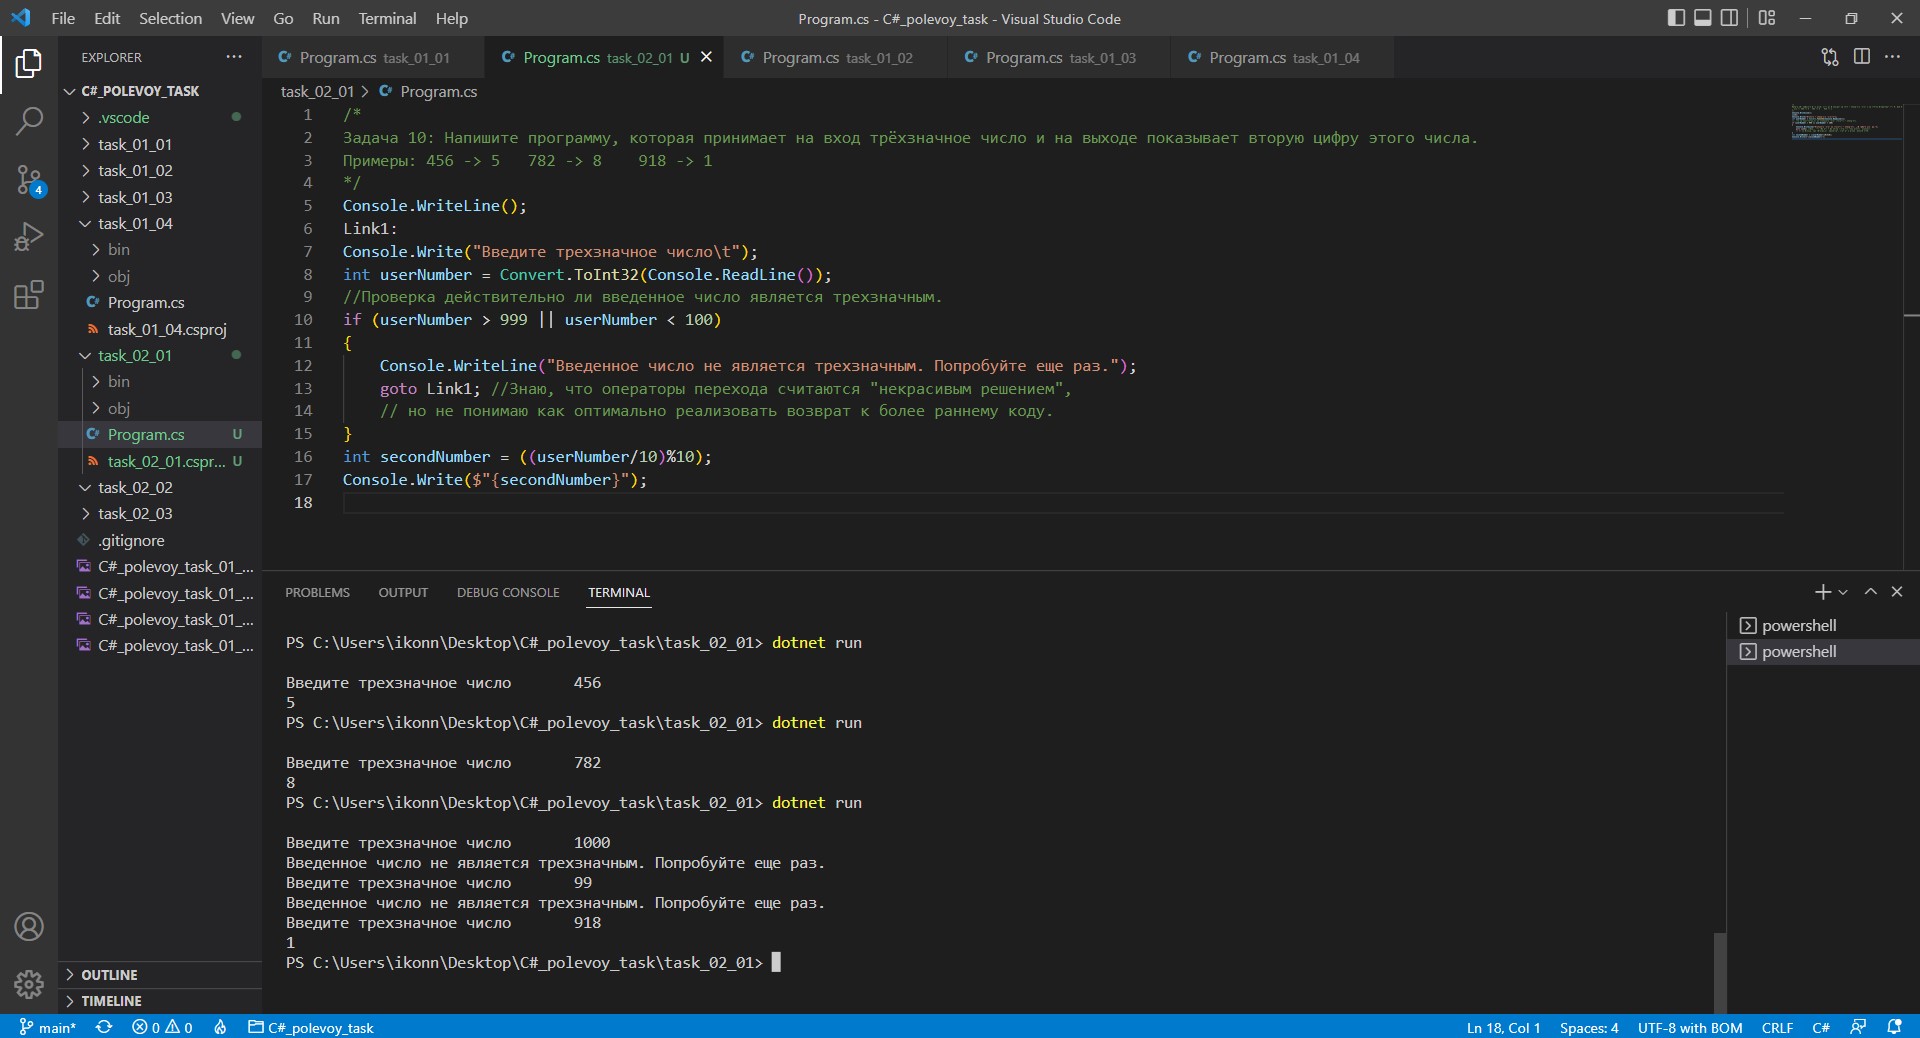 File Edit Selection View Go Run Terminal Help
Program.cs - C#_polevoy_task - Visual Studio Code
EXPLORER
Program.cs task_01_01
Program.cs task_02_01 U
Program.cs task_01_02
Program.cs task_01_03
Program.cs task_01_04
C#_POLEVOY_TASK
.vscode
task_01_01
task_01_02
task_01_03
task_01_04
bin
obj
Program.cs
task_01_04.csproj
task_02_01
bin
obj
Program.cs U
task_02_01.cspr... U
task_02_02
task_02_03
.gitignore
C#_polevoy_task_01_...
C#_polevoy_task_01_...
C#_polevoy_task_01_...
C#_polevoy_task_01_...
OUTLINE
TIMELINE
4
task_02_01 > Program.cs
1 /*
2 Задача 10: Напишите программу, которая принимает на вход трёхзначное число и на выходе показывает вторую цифру этого числа.
3 Примеры: 456 -> 5 782 -> 8 918 -> 1
4 */
5 Console.WriteLine();
6 Link1:
7 Console.Write("Введите трехзначное число\t");
8 int userNumber = Convert.ToInt32(Console.ReadLine());
9 //Проверка действительно ли введенное число является трехзначным.
10 if (userNumber > 999 || userNumber < 100)
11 {
12 Console.WriteLine("Введенное число не является трехзначным. Попробуйте еще раз.");
13 goto Link1; //Знаю, что операторы перехода считаются "некрасивым решением",
14 // но не понимаю как оптимально реализовать возврат к более раннему коду.
15 }
16 int secondNumber = ((userNumber/10)%10);
17 Console.Write($"{secondNumber}");
18
PROBLEMS OUTPUT DEBUG CONSOLE TERMINAL
PS C:\Users\ikonn\Desktop\C#_polevoy_task\task_02_01> dotnet run
Введите трехзначное число 456
5
PS C:\Users\ikonn\Desktop\C#_polevoy_task\task_02_01> dotnet run
Введите трехзначное число 782
8
PS C:\Users\ikonn\Desktop\C#_polevoy_task\task_02_01> dotnet run
Введите трехзначное число 1000
Введенное число не является трехзначным. Попробуйте еще раз.
Введите трехзначное число 99
Введенное число не является трехзначным. Попробуйте еще раз.
Введите трехзначное число 918
1
PS C:\Users\ikonn\Desktop\C#_polevoy_task\task_02_01>
powershell
powershell
main* 0 0 C#_polevoy_task
Ln 18, Col 1 Spaces: 4 UTF-8 with BOM CRLF C#